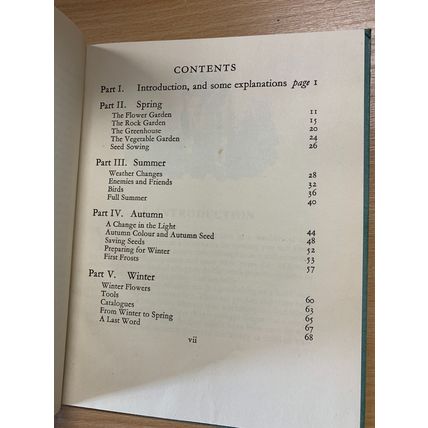 CONTENTS
Part I. Introduction, and some explanations page 1
Part II. Spring
The Flower Garden 11
The Rock Garden 15
The Greenhouse 20
The Vegetable Garden 24
Seed Sowing 26
Part III. Summer
Weather Changes 28
Enemies and Friends 32
Birds 36
Full Summer 40
Part IV. Autumn
A Change in the Light 44
Autumn Colour and Autumn Seed 48
Saving Seeds 52
Preparing for Winter 53
First Frosts 57
Part V. Winter
Winter Flowers 60
Tools 63
Catalogues 65
From Winter to Spring 67
A Last Word 68
vii